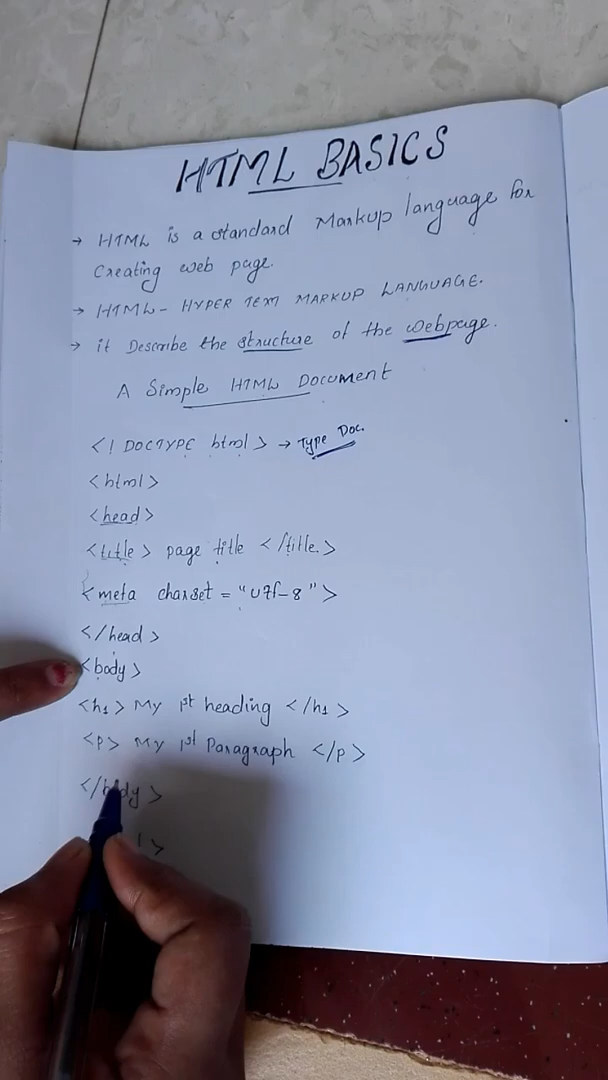 HTML BASICS
→ HTML is a standard Markup language for
Creating web page.
→ HTML - HYPER TEXT MARKUP LANGUAGE.
→ it Describe the structure of the webpage.
A Simple HTML Document
<! DOCTYPE html> → Type Doc.
<html>
<head>
<title> page title </title.>
<meta charset = "UTf-8">
</head>
<body>
<h1> My 1st heading </h1>
<p> My 1st Paragraph </p>
</body>